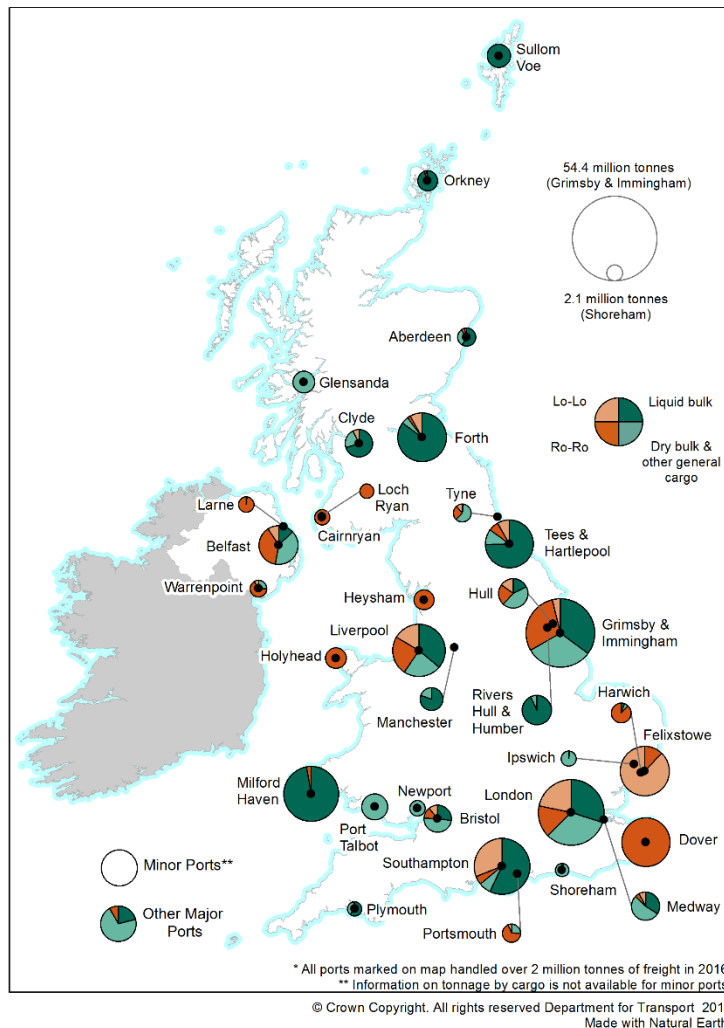 Sullom
Voe
54.4 million tonnes
(Grimsby & Immingham)
Orkney
2.1 million tonnes
(Shoreham)
Aberdeen
Glensanda
Lo-Lo
Liquid bulk
Clyde
Forth
Ro-Ro
Dry bulk &
other general
cargo
Loch
Ryan
Larne
Tyne
Cairnryan
Belfast
Tees &
Hartlepool
Warrenpoint
Heysham
Hull
Liverpool
Grimsby &
Immingham
Holyhead
Manchester
Rivers
Hull &
Humber
Harwich
Felixstowe
Ipswich
Milford
Haven
Newport
London
Port
Talbot
Bristol
Dover
Minor Ports**
Southampton
Shoreham
Medway
Other Major
Ports
Plymouth
Portsmouth
* All ports marked on map handled over 2 million tonnes of freight in 2016
** Information on tonnage by cargo is not available for minor ports
© Crown Copyright. All rights reserved Department for Transport 201
Made with Natural Earth